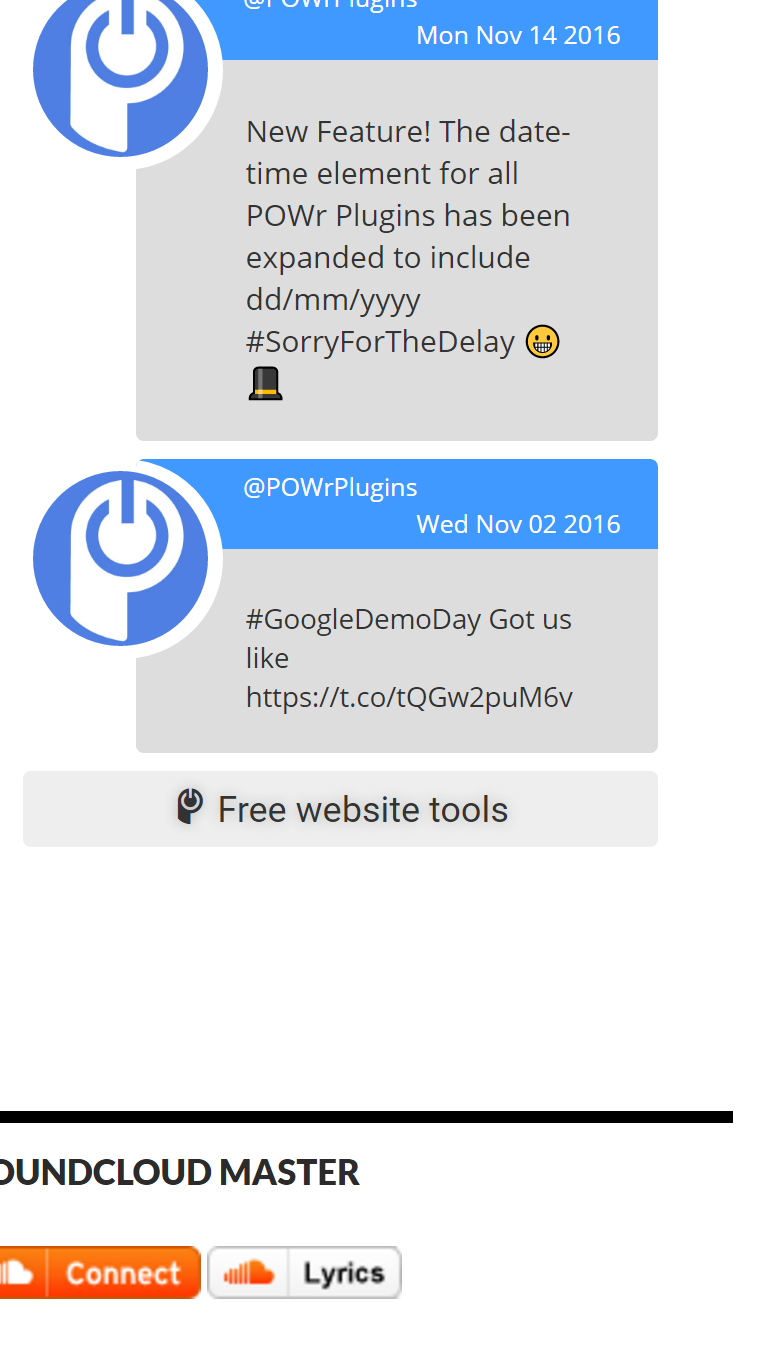 @POWrPlugins
Mon Nov 14 2016
New Feature! The date-
time element for all
POWr Plugins has been
expanded to include
dd/mm/yyyy
#SorryForTheDelay 😀
🎩
@POWrPlugins
Wed Nov 02 2016
#GoogleDemoDay Got us
like
https://t.co/tQGw2puM6v
Free website tools
OUNDCLOUD MASTER
Connect
Lyrics